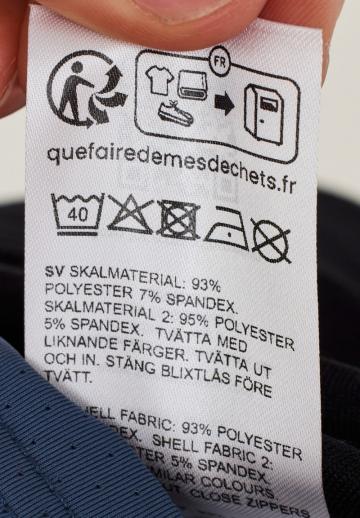 FR
quefairedemesdechets.fr
40
SV SKALMATERIAL: 93%
POLYESTER 7% SPANDEX.
SKALMATERIAL 2: 95% POLYESTER
5% SPANDEX. TVÄTTA MED
LIKNANDE FÄRGER. TVÄTTA UT
OCH IN. STÄNG BLIXTLÅS FÖRE
TVÄTT.
FABRIC: 93% POLYESTER
SHELL FABRIC 2:
5% SPANDEX.
COLOURS.
CLOSE ZIPPERS